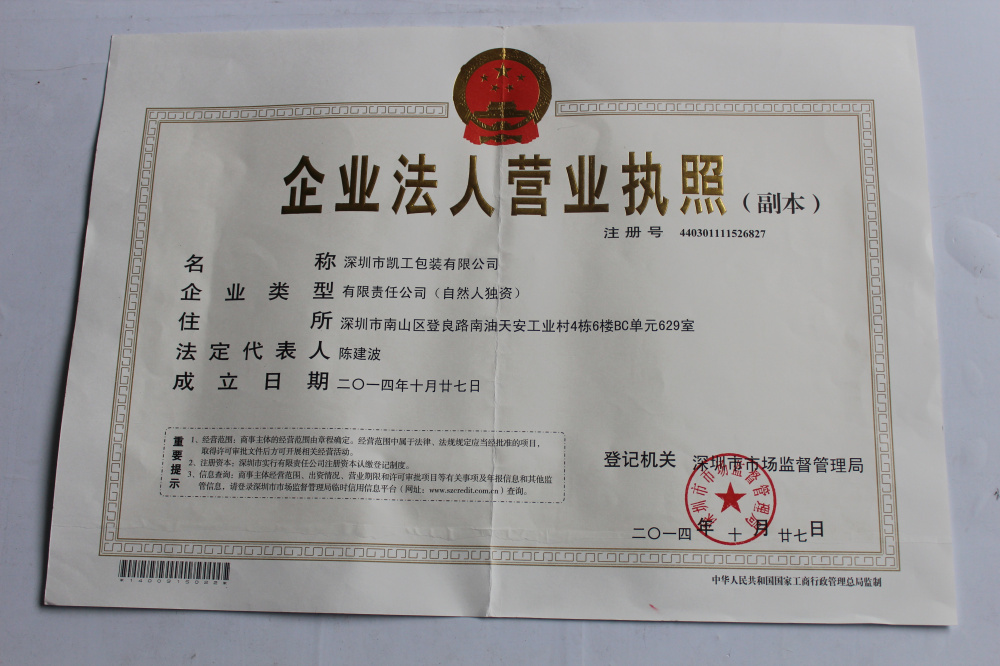 企业法人营业执照（副本）
注册号 440301111526827
名称 深圳市凯工包装有限公司
企业类型 有限责任公司（自然人独资）
住所 深圳市南山区登良路南油天安工业村4栋6楼BC单元629室
法定代表人 陈建波
成立日期 二〇一四年十月廿七日
重要提示
1、经营范围：商事主体的经营范围由章程确定。经营范围中属于法律、法规规定应当经批准的项目，
取得许可审批文件后方可开展相关经营活动。
2、注册资本：深圳市实行有限责任公司注册资本认缴登记制度。
3、信息查询：商事主体经营范围、出资情况、营业期限和许可审批项目等有关事项及年报信息和其他监
管信息，请登录深圳市市场监督管理局临时信用信息平台（网址：www.szcredit.com.cn）查询。
登记机关 深圳市市场监督管理局
深圳市市场监督管理局
二〇一四年十月廿七日
中华人民共和国国家工商行政管理总局监制